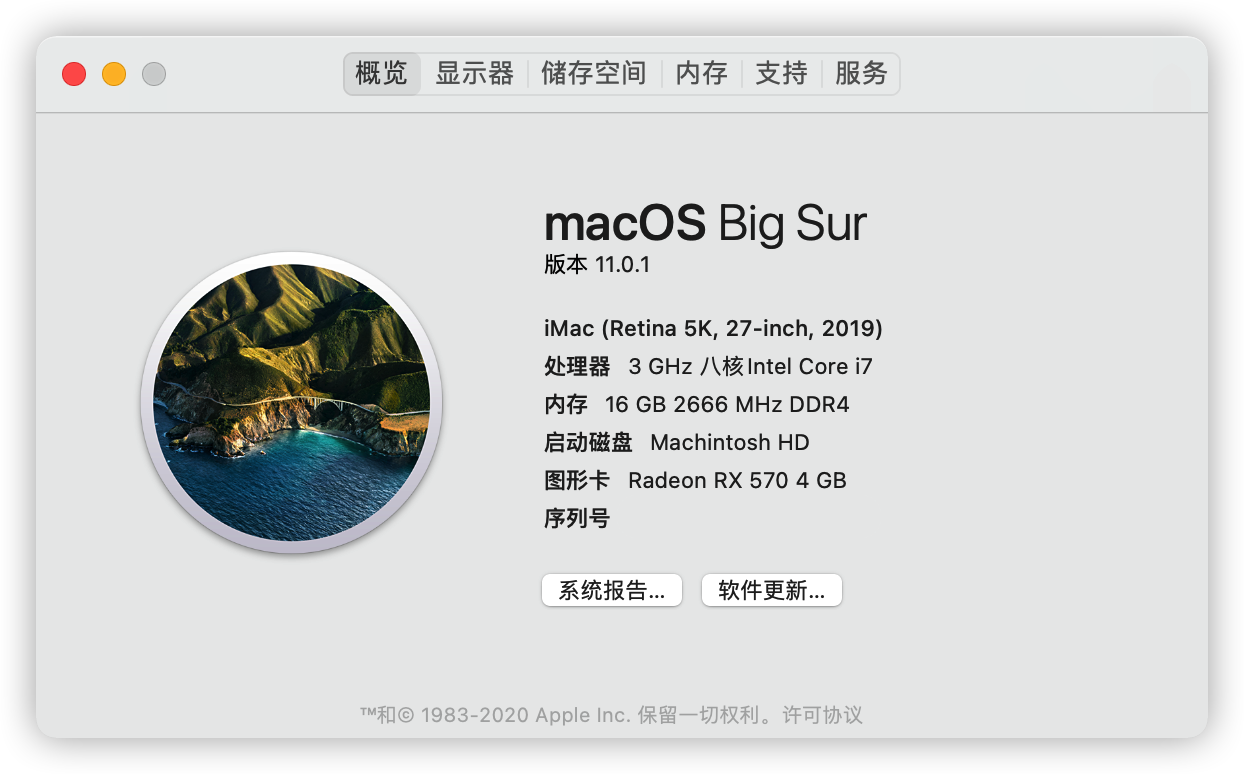 概览 显示器 储存空间 内存 支持 服务
macOS Big Sur
版本 11.0.1
iMac (Retina 5K, 27-inch, 2019)
处理器 3 GHz 八核Intel Core i7
内存 16 GB 2666 MHz DDR4
启动磁盘 Machintosh HD
图形卡 Radeon RX 570 4 GB
序列号
系统报告... 软件更新...
™和© 1983-2020 Apple Inc. 保留一切权利。许可协议